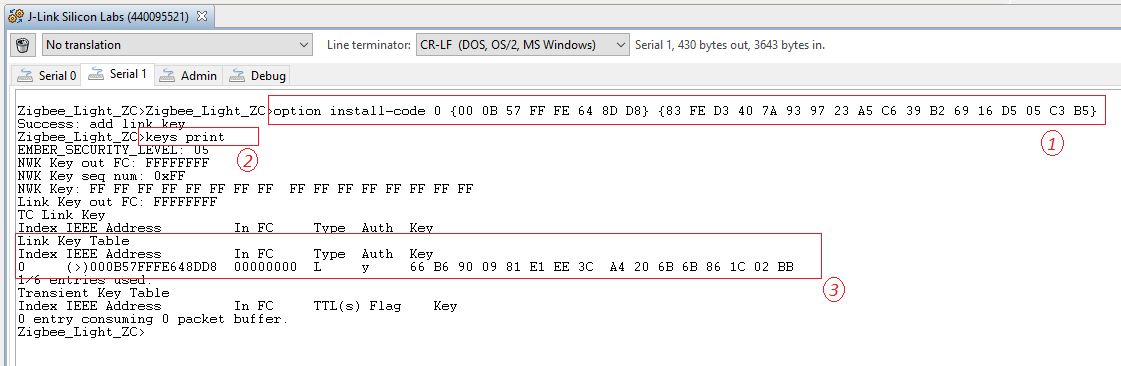 J-Link Silicon Labs (440095521)
No translation Line terminator: CR-LF (DOS, OS/2, MS Windows) Serial 1, 430 bytes out, 3643 bytes in.
Serial 0 Serial 1 Admin Debug
Zigbee_Light_ZC>Zigbee_Light_ZC>option install-code 0 {00 0B 57 FF FE 64 8D D8} {83 FE D3 40 7A 93 97 23 A5 C6 39 B2 69 16 D5 05 C3 B5}
Success: add link key
1
Zigbee_Light_ZC>keys print
EMBER_SECURITY_LEVEL: 05
2
NWK Key out FC: FFFFFFFF
NWK Key seq num: 0xFF
NWK Key: FF FF FF FF FF FF FF FF  FF FF FF FF FF FF FF FF
Link Key out FC: FFFFFFFF
TC Link Key
Index IEEE Address         In FC     Type  Auth  Key
Link Key Table
Index IEEE Address         In FC     Type  Auth  Key
0     (>)000B57FFFE648DD8  00000000  L     y     66 B6 90 09 81 E1 EE 3C  A4 20 6B 6B 86 1C 02 BB
1/6 entries used.
3
Transient Key Table
Index IEEE Address         In FC     TTL(s) Flag    Key
0 entry consuming 0 packet buffer.
Zigbee_Light_ZC>